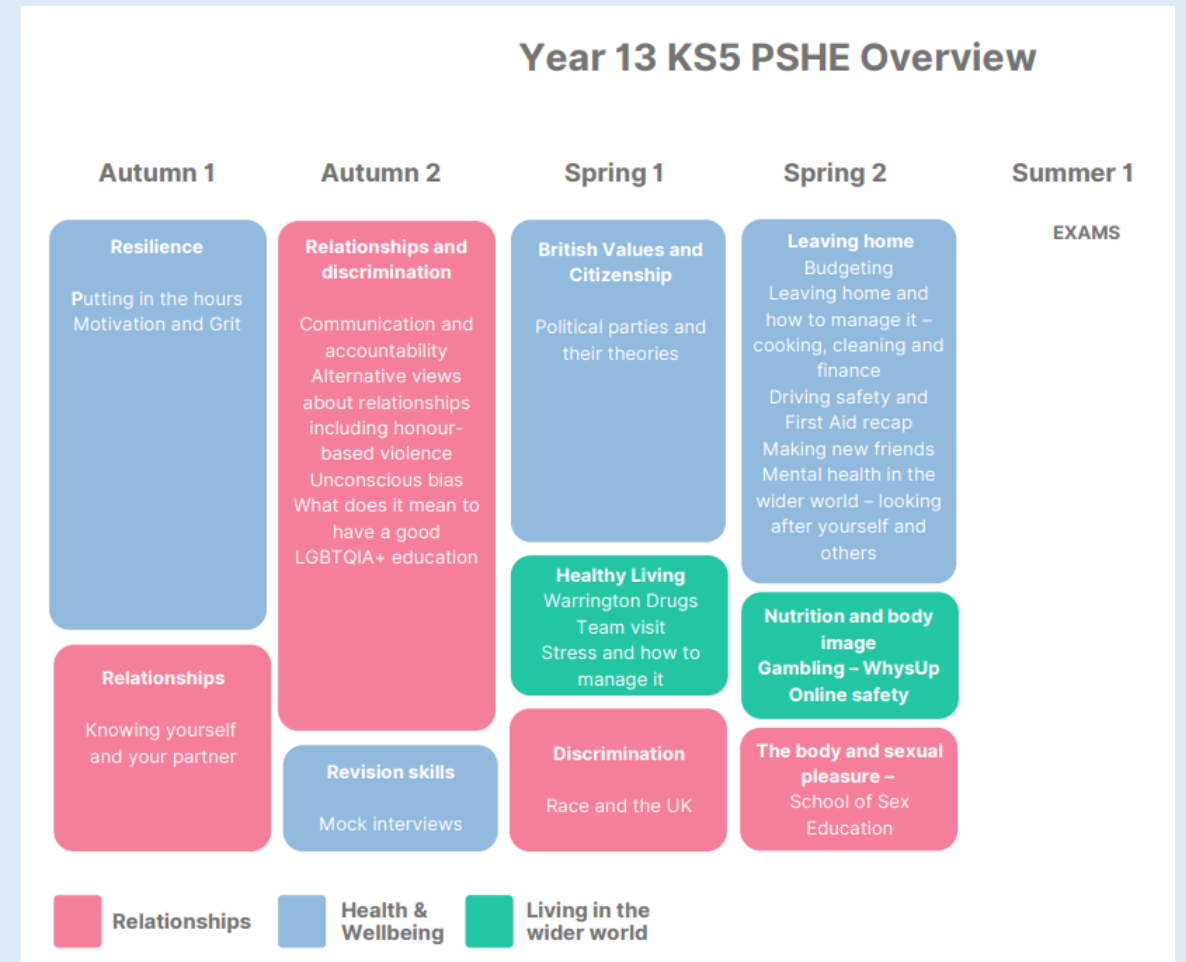 Year 13 KS5 PSHE Overview
Autumn 1
Autumn 2
Spring 1
Spring 2
Summer 1
Resilience
Putting in the hours
Motivation and Grit
Relationships
Knowing yourself
and your partner
Relationships and
discrimination
Communication and
accountability
Alternative views
about relationships
including honour-
based violence
Unconscious bias
What does it mean to
have a good
LGBTQIA+ education
Revision skills
Mock interviews
British Values and
Citizenship
Political parties and
their theories
Healthy Living
Warrington Drugs
Team visit
Stress and how to
manage it
Discrimination
Race and the UK
Leaving home
Budgeting
Leaving home and
how to manage it –
cooking, cleaning and
finance
Driving safety and
First Aid recap
Making new friends
Mental health in the
wider world – looking
after yourself and
others
Nutrition and body
image
Gambling – WhysUp
Online safety
The body and sexual
pleasure –
School of Sex
Education
EXAMS
Relationships
Health &
Wellbeing
Living in the
wider world